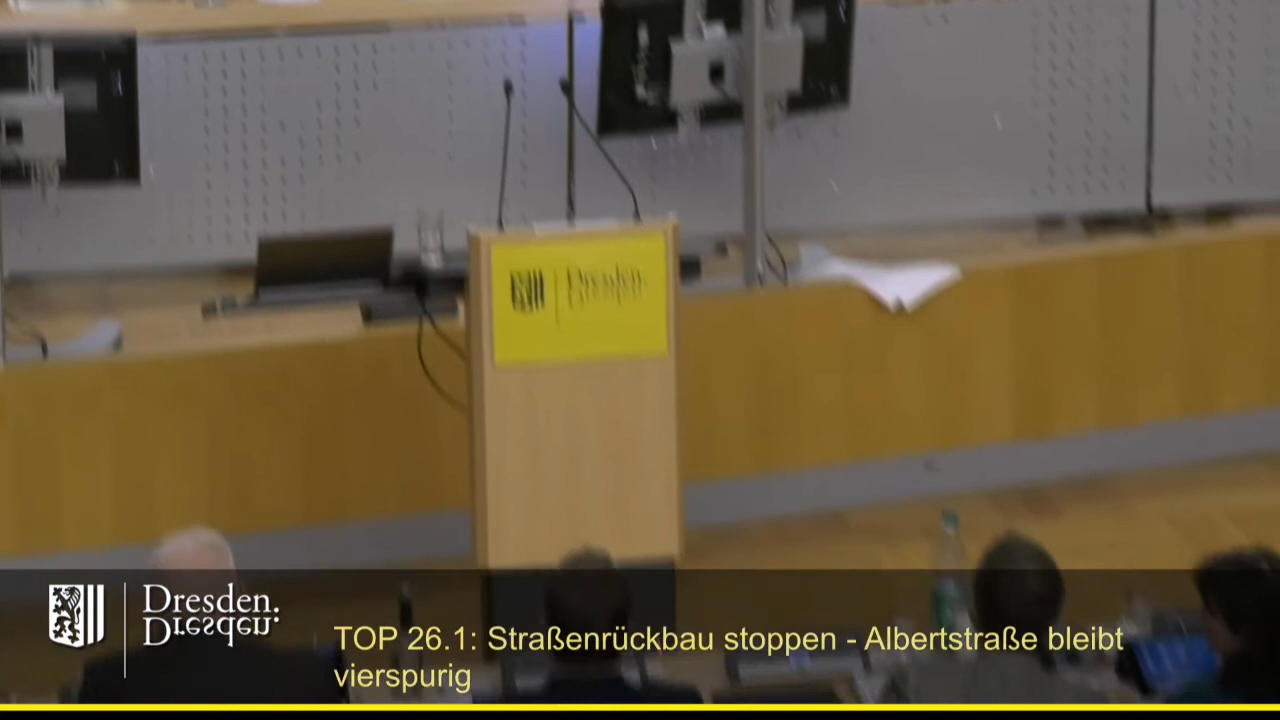 Dresden.
Dresden.
Dresden.
TOP 26.1: Straßenrückbau stoppen - Albertstraße bleibt
vierspurig